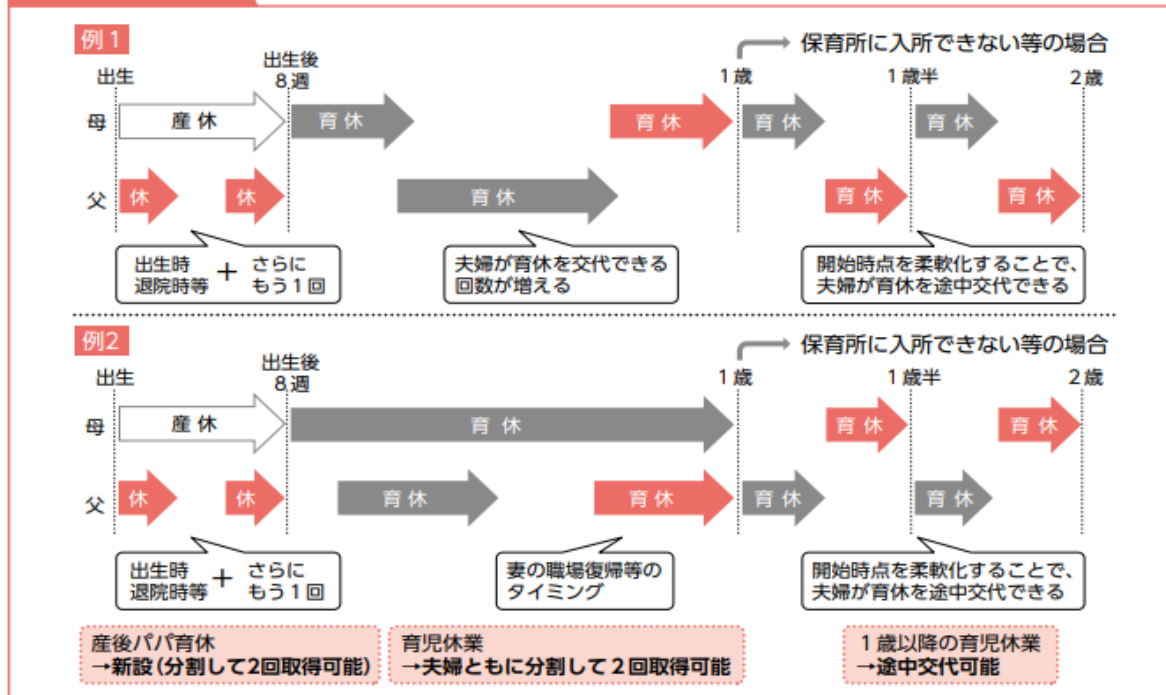 例1
保育所に入所できない等の場合
出生
出生後
8週
1歳
1歳半
2歳
母
産休
育休
育休
育休
育休
父
休
休
育休
育休
育休
出生時
退院時等
+
さらに
もう1回
夫婦が育休を交代できる
回数が増える
開始時点を柔軟化することで、
夫婦が育休を途中交代できる
例2
保育所に入所できない等の場合
出生
出生後
8週
1歳
1歳半
2歳
母
産休
育休
育休
育休
父
休
休
育休
育休
育休
育休
出生時
退院時等
+
さらに
もう1回
妻の職場復帰等の
タイミング
開始時点を柔軟化することで、
夫婦が育休を途中交代できる
産後パパ育休
→新設(分割して2回取得可能)
育児休業
→夫婦ともに分割して2回取得可能
1歳以降の育児休業
→途中交代可能